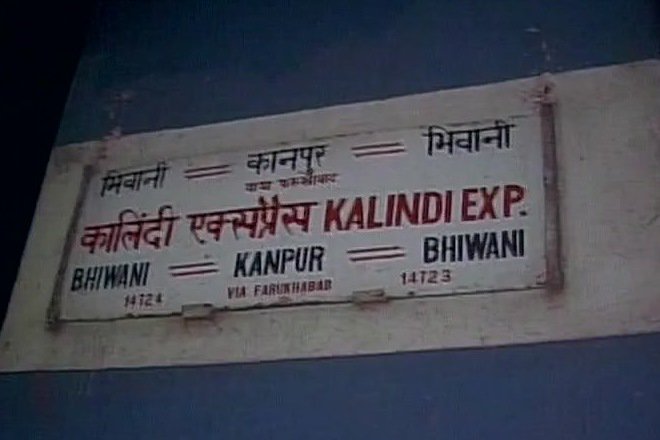 भिवानी = कानपुर = भिवानी
वाया फरूखाबाद
कालिंदी एक्सप्रैस KALINDI EXP.
BHIWANI = KANPUR = BHIWANI
14724 VIA FARUKHABAD 14723